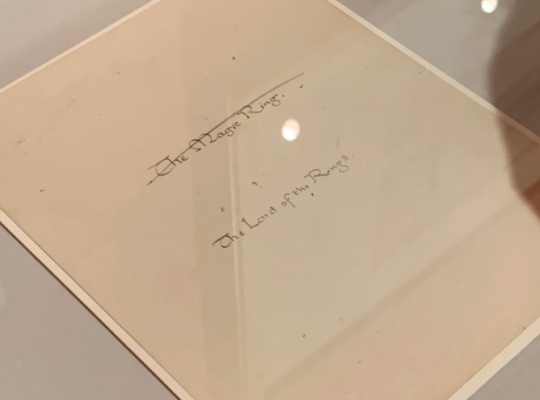 The Magic Ring.
?
The Lord of the Rings.